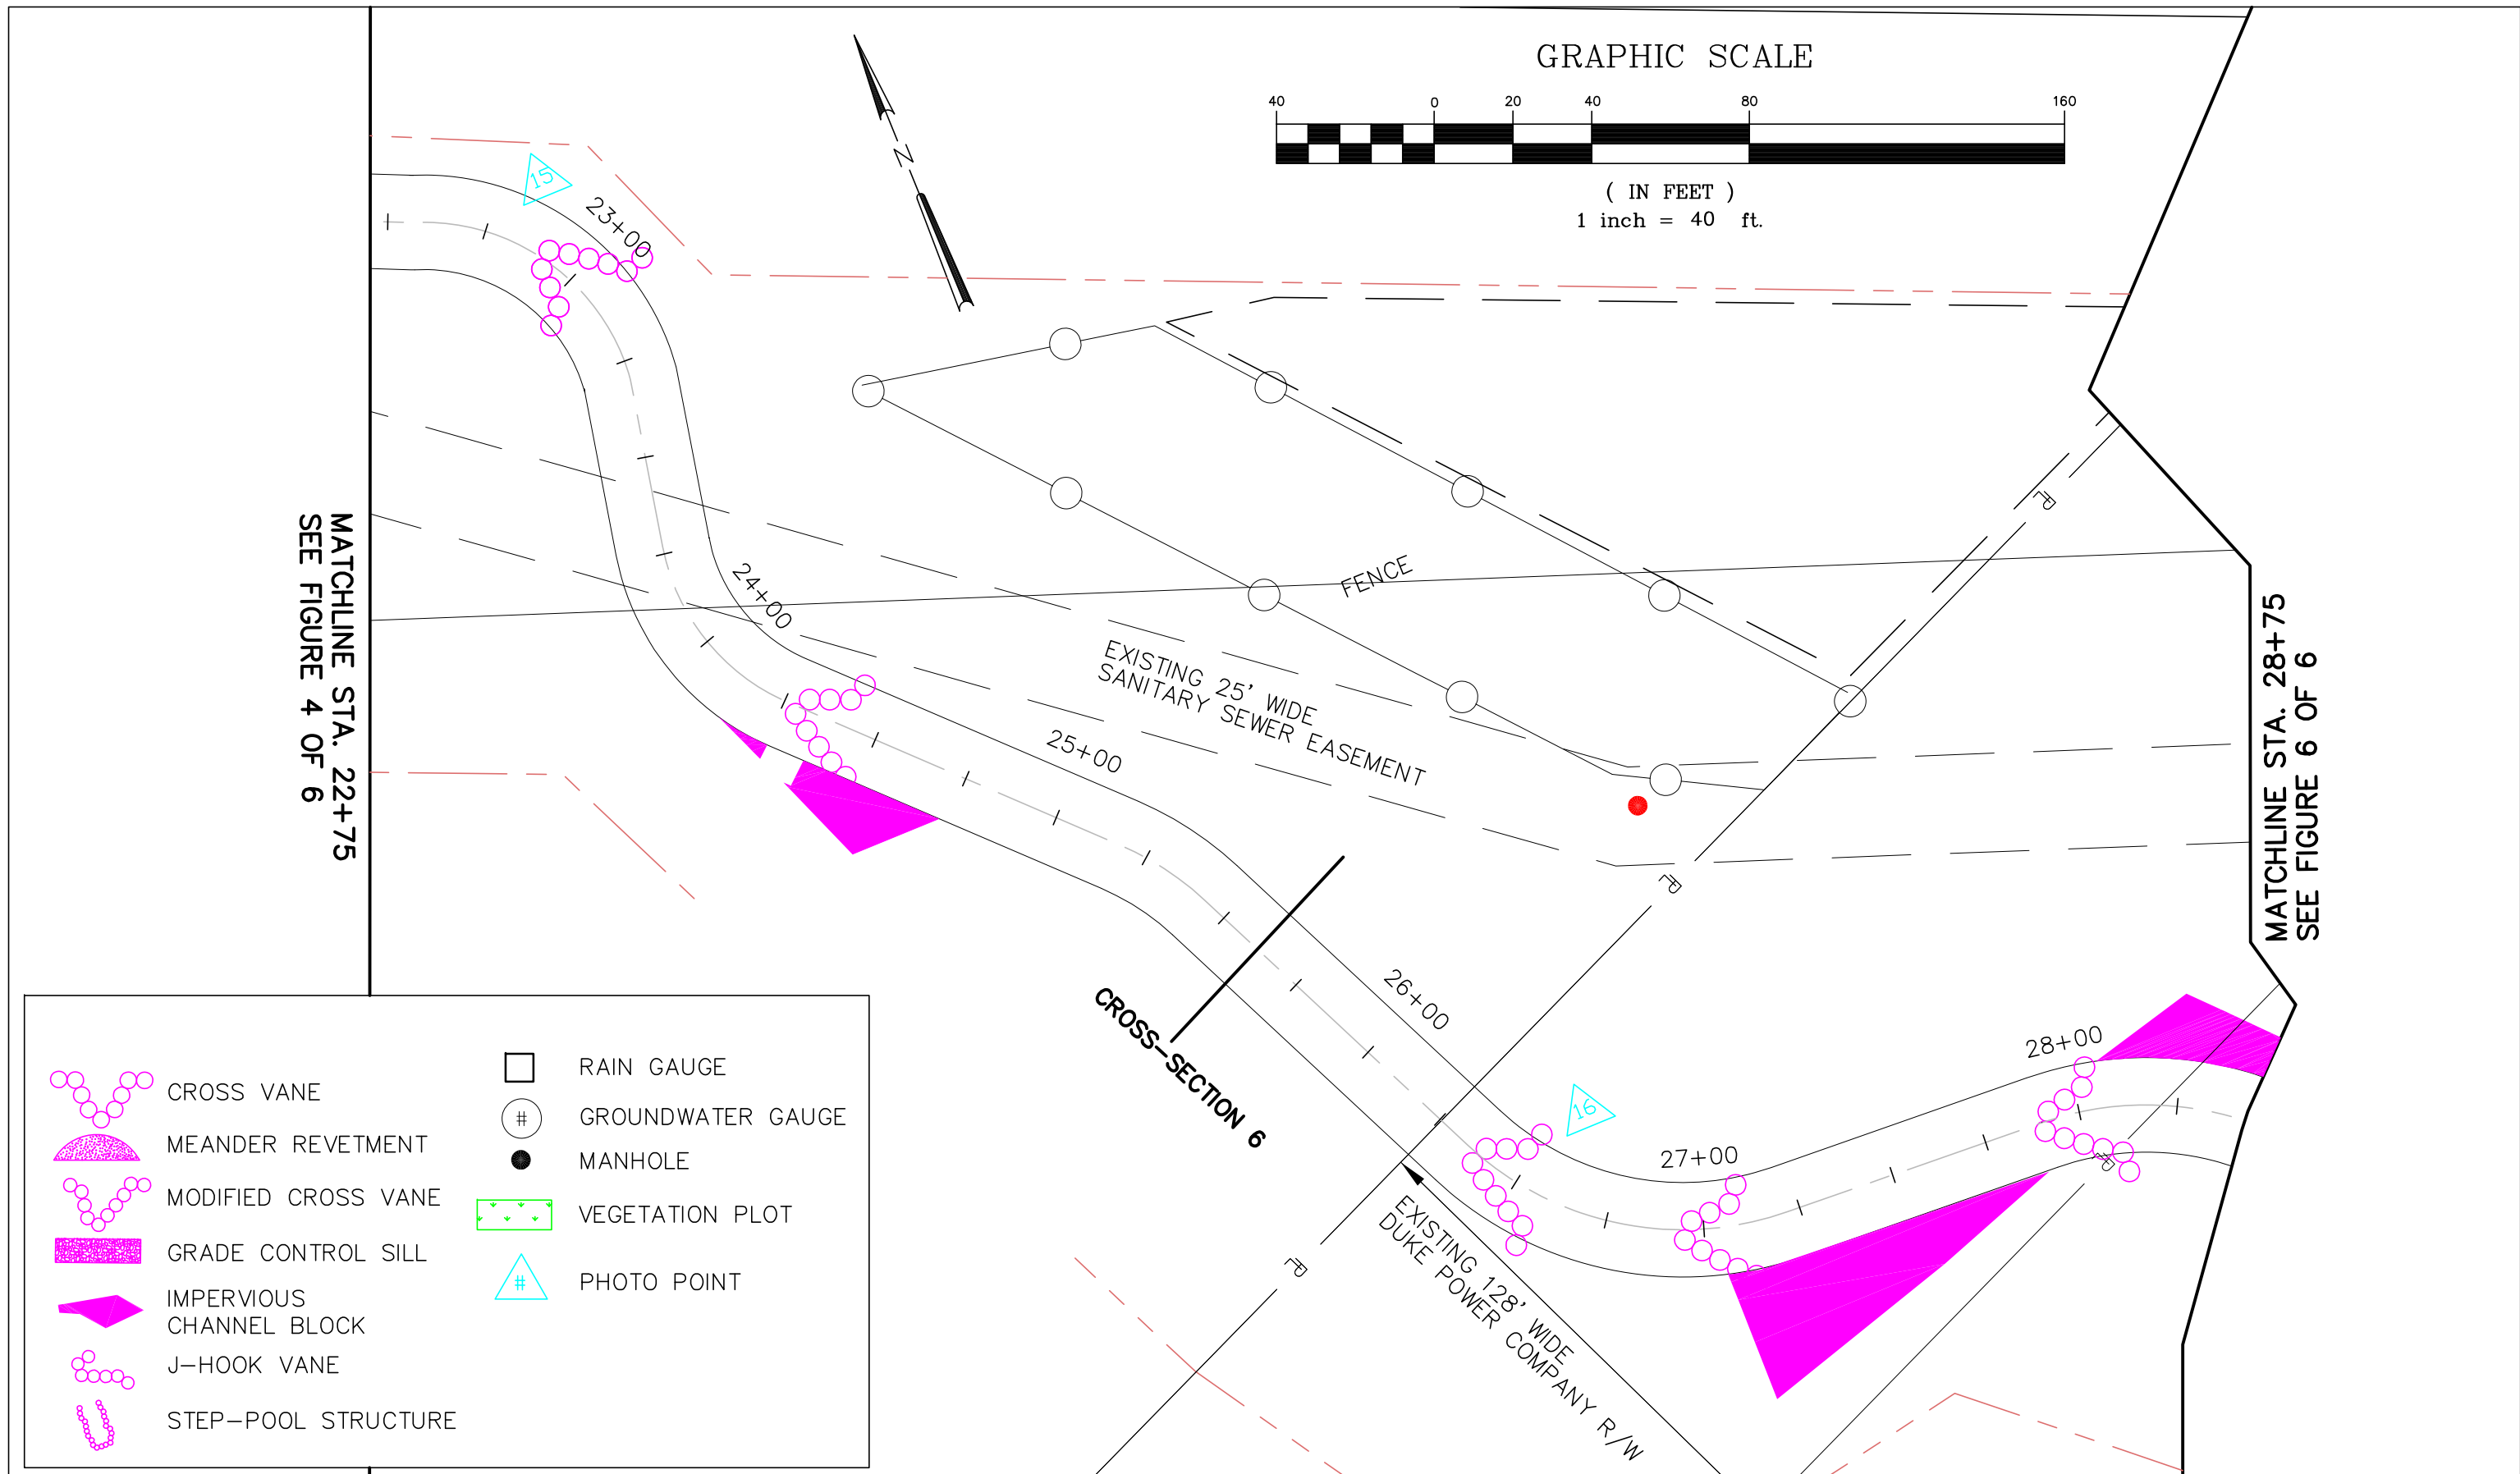 GRAPHIC SCALE
40 0 20 40 80 160
( IN FEET )
1 inch = 40 ft.
N
15
23+00
MATCHLINE STA. 22+75
SEE FIGURE 4 OF 6
24+00
FENCE
EXISTING 25' WIDE
SANITARY SEWER EASEMENT
25+00
MATCHLINE STA. 28+75
SEE FIGURE 6 OF 6
CROSS-SECTION 6
26+00
16
27+00
28+00
EXISTING 128' WIDE
DUKE POWER COMPANY R/W
CROSS VANE
MEANDER REVETMENT
MODIFIED CROSS VANE
GRADE CONTROL SILL
IMPERVIOUS
CHANNEL BLOCK
J-HOOK VANE
STEP-POOL STRUCTURE
RAIN GAUGE
# GROUNDWATER GAUGE
MANHOLE
VEGETATION PLOT
# PHOTO POINT